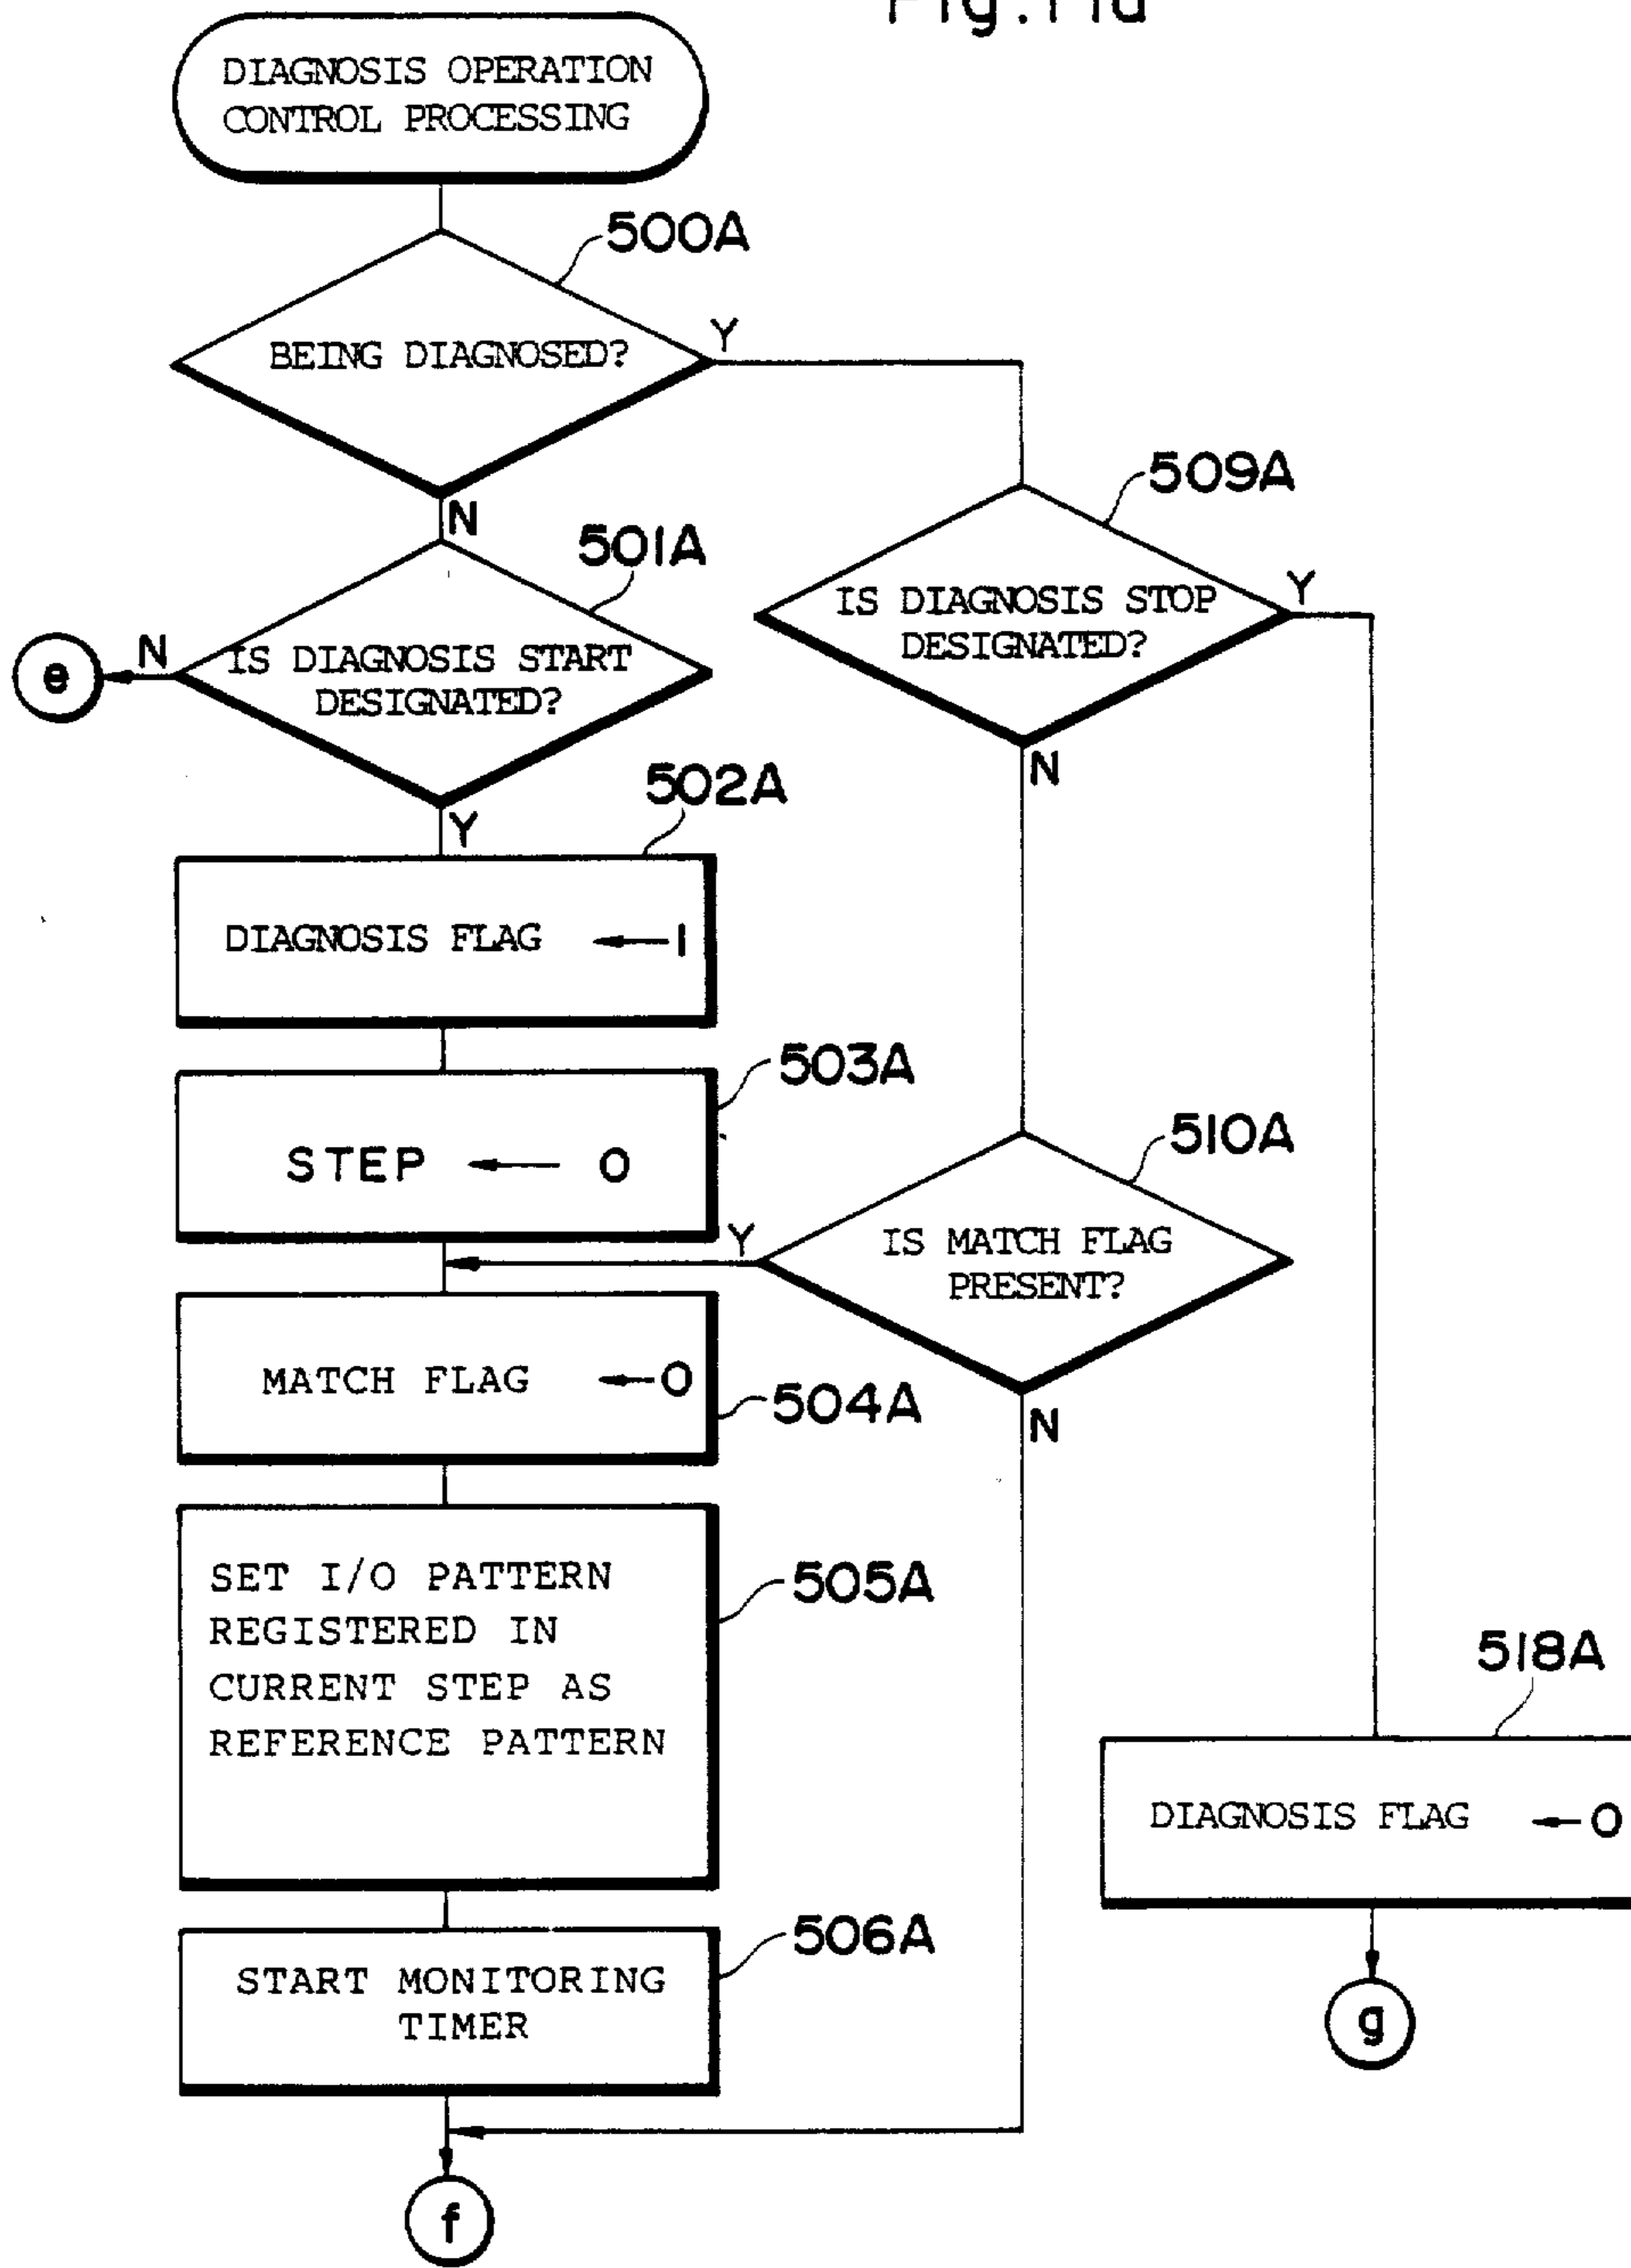 Fig. 11a
DIAGNOSIS OPERATION
CONTROL PROCESSING
500A
BEING DIAGNOSED?
Y
N
509A
IS DIAGNOSIS STOP
DESIGNATED?
Y
N
501A
IS DIAGNOSIS START
DESIGNATED?
N
e
Y
502A
DIAGNOSIS FLAG ←1
503A
STEP ← 0
510A
IS MATCH FLAG
PRESENT?
Y
N
MATCH FLAG ←0
504A
SET I/O PATTERN
REGISTERED IN
CURRENT STEP AS
REFERENCE PATTERN
505A
518A
DIAGNOSIS FLAG ←0
g
506A
START MONITORING
TIMER
f